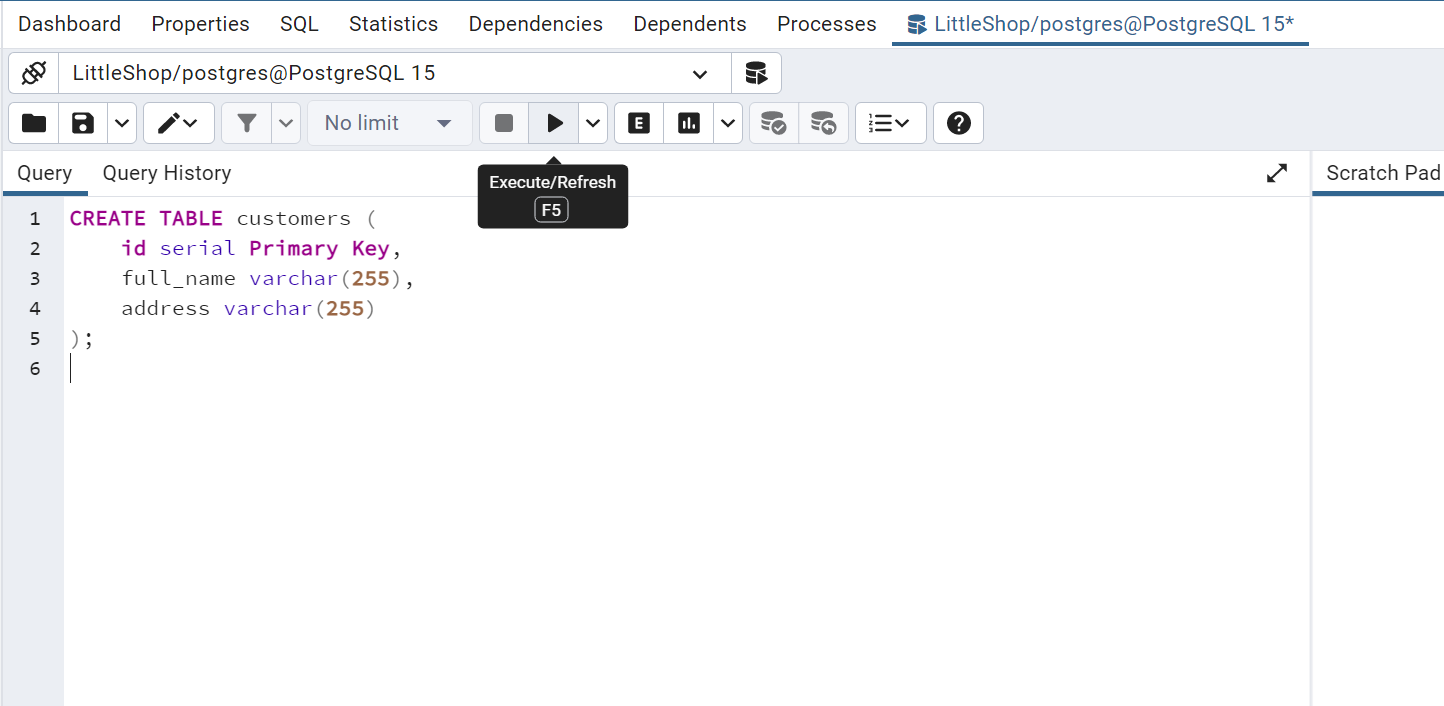 Dashboard Properties SQL Statistics Dependencies Dependents Processes LittleShop/postgres@PostgreSQL 15*
LittleShop/postgres@PostgreSQL 15
No limit E
Query Query History Scratch Pad
Execute/Refresh
F5
1 CREATE TABLE customers (
2     id serial Primary Key,
3     full_name varchar(255),
4     address varchar(255)
5 );
6